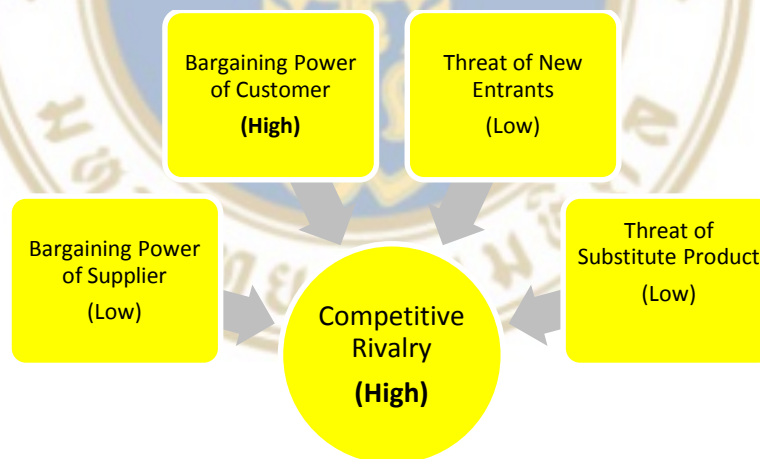 Bargaining Power
of Customer
(High)
Threat of New
Entrants
(Low)
Bargaining Power
of Supplier
(Low)
Threat of
Substitute Product
(Low)
Competitive
Rivalry
(High)